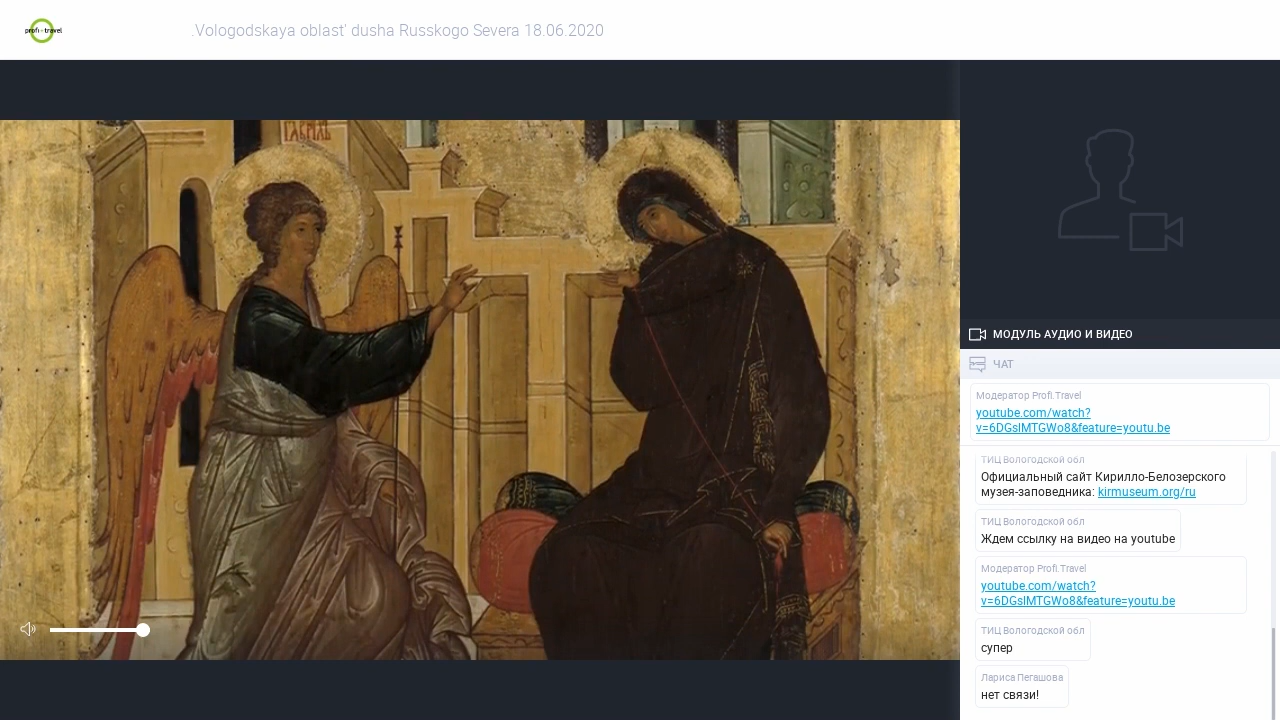 profi - travel
.Vologodskaya oblast' dusha Russkogo Severa 18.06.2020
МОДУЛЬ АУДИО И ВИДЕО
ЧАТ
Модератор Profi.Travel
youtube.com/watch?
v=6DGslMTGWo8&feature=youtu.be
ТИЦ Вологодской обл
Официальный сайт Кирилло-Белозерского
музея-заповедника: kirmuseum.org/ru
ТИЦ Вологодской обл
Ждем ссылку на видео на youtube
Модератор Profi.Travel
youtube.com/watch?
v=6DGslMTGWo8&feature=youtu.be
ТИЦ Вологодской обл
супер
Лариса Пегашова
нет связи!